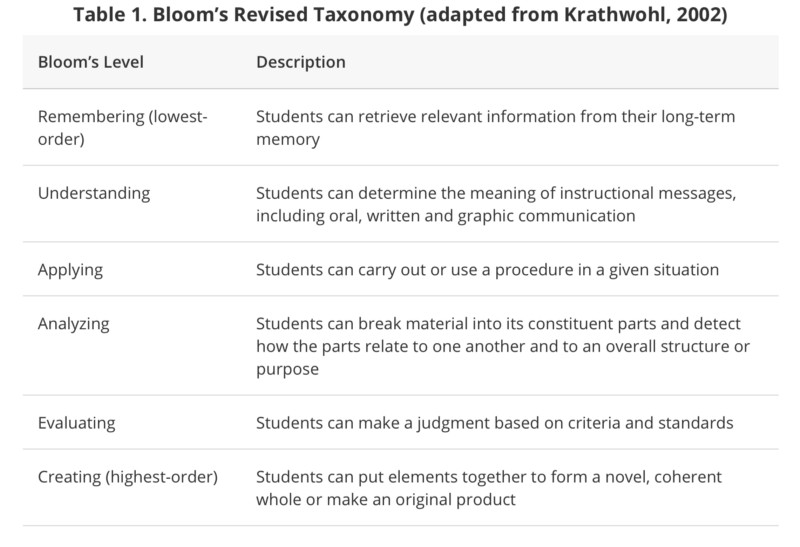 Table 1. Bloom’s Revised Taxonomy (adapted from Krathwohl, 2002)
Bloom’s Level
Description
Remembering (lowest-
order)
Students can retrieve relevant information from their long-term
memory
Understanding
Students can determine the meaning of instructional messages,
including oral, written and graphic communication
Applying
Students can carry out or use a procedure in a given situation
Analyzing
Students can break material into its constituent parts and detect
how the parts relate to one another and to an overall structure or
purpose
Evaluating
Students can make a judgment based on criteria and standards
Creating (highest-order)
Students can put elements together to form a novel, coherent
whole or make an original product